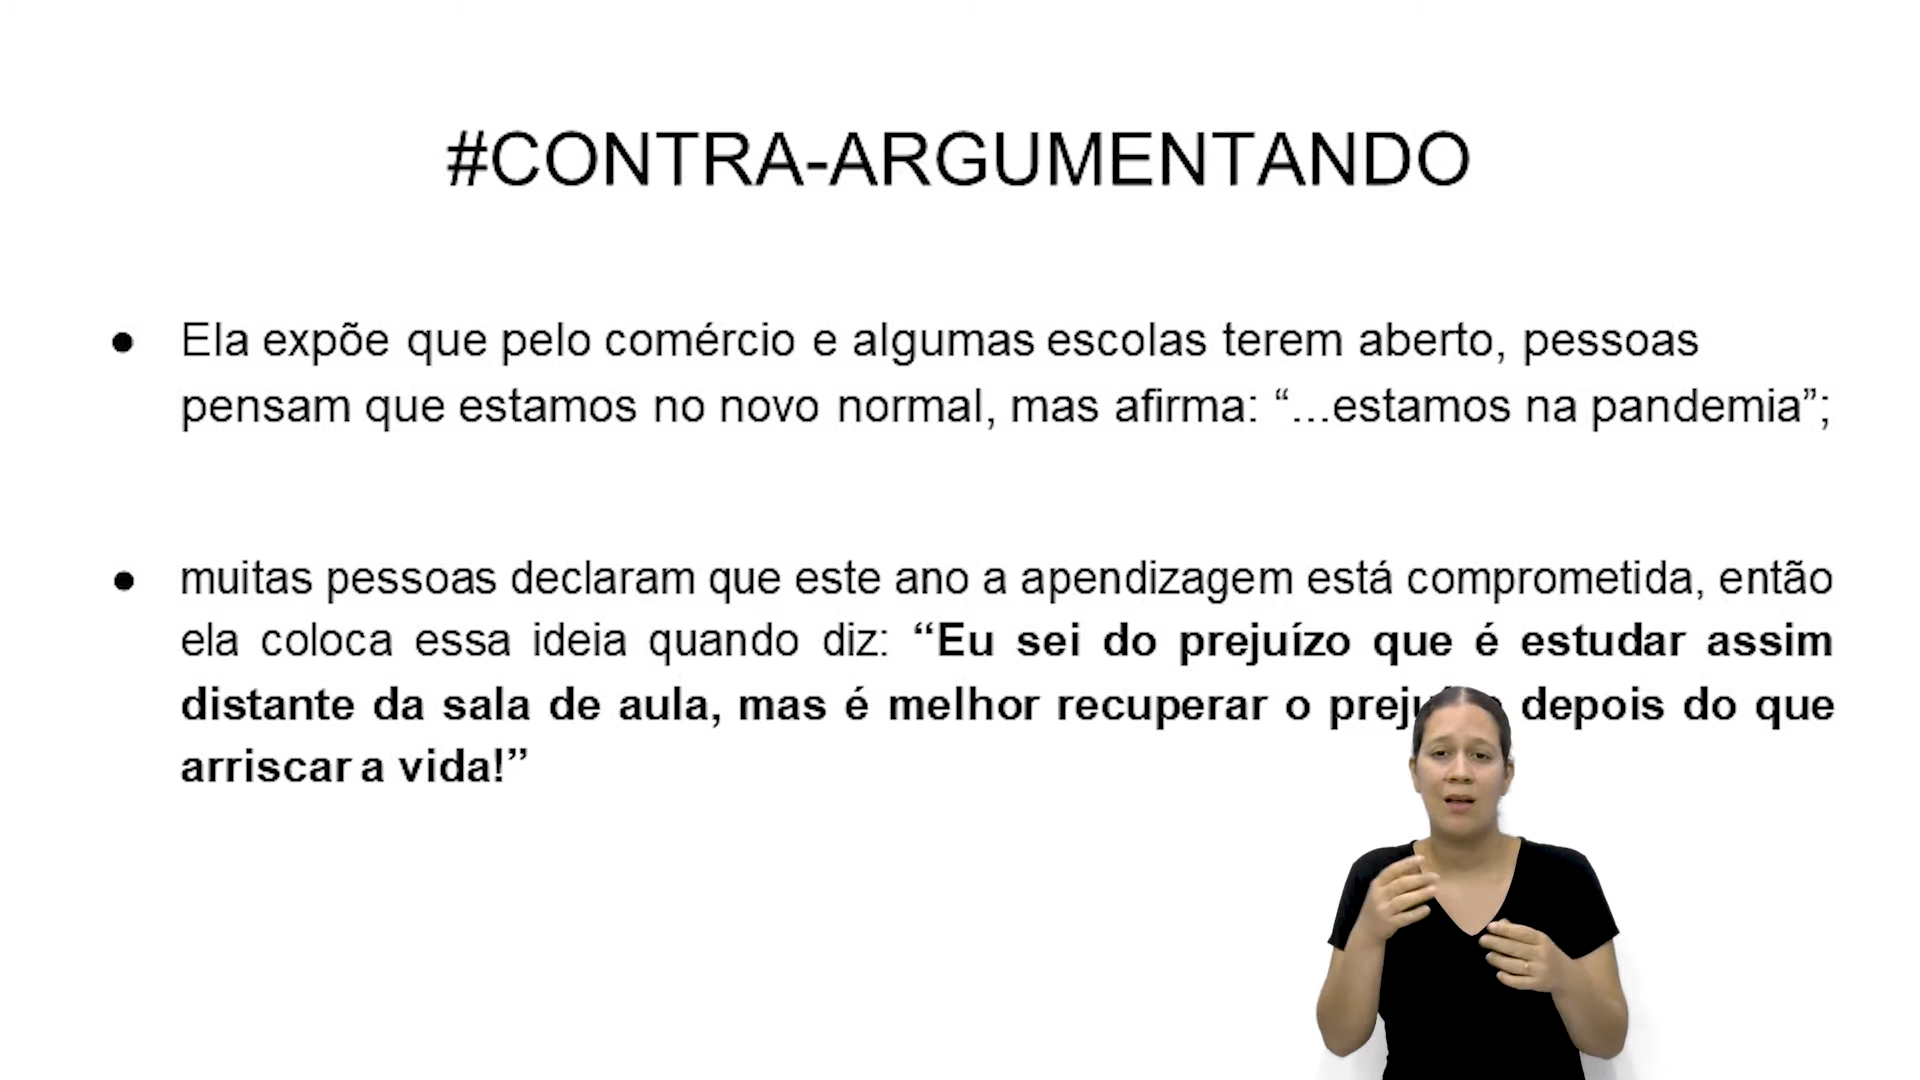 #CONTRA-ARGUMENTANDO
● Ela expõe que pelo comércio e algumas escolas terem aberto, pessoas
pensam que estamos no novo normal, mas afirma: “...estamos na pandemia”;
● muitas pessoas declaram que este ano a apendizagem está comprometida, então
ela coloca essa ideia quando diz: “Eu sei do prejuízo que é estudar assim
distante da sala de aula, mas é melhor recuperar o depois do que
arriscar a vida!”